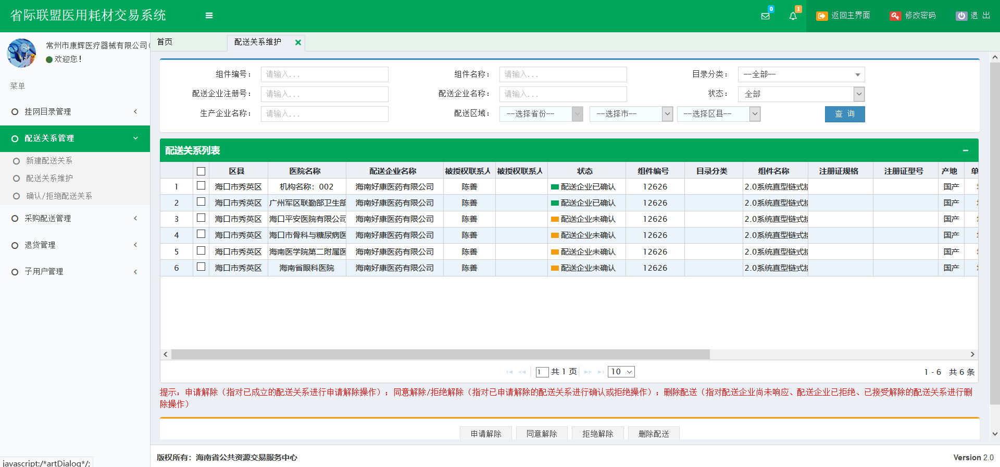 省际联盟医用耗材交易系统
0
1
返回主界面
修改密码
退 出
常州市康辉医疗器械有限公司(
欢迎您！
菜单
挂网目录管理
配送关系管理
新建配送关系
配送关系维护
确认/拒绝配送关系
采购配送管理
退货管理
子用户管理
首页 配送关系维护
组件编号： 请输入... 组件名称： 请输入... 目录分类： --全部--
配送企业注册号： 请输入... 配送企业名称： 请输入... 状态： 全部
生产企业名称： 请输入... 配送区域： --选择省份-- --选择市-- --选择区县-- 查 询
配送关系列表
区县 医院名称 配送企业名称 被授权联系人 被授权联系人 状态 组件编号 目录分类 组件名称 注册证规格 注册证型号 产地 单
1 海口市秀英区 机构名称：002 海南好康医药有限公司 陈善 配送企业已确认 12626 2.0系统直型链式接 国产
2 海口市秀英区 广州军区联勤部卫生部 海南好康医药有限公司 陈善 配送企业已确认 12626 2.0系统直型链式接 国产
3 海口市秀英区 海口平安医院有限公司 海南好康医药有限公司 陈善 配送企业未确认 12626 2.0系统直型链式接 国产
4 海口市秀英区 海口市骨科与糖尿病医 海南好康医药有限公司 陈善 配送企业未确认 12626 2.0系统直型链式接 国产
5 海口市秀英区 海南医学院第二附属医 海南好康医药有限公司 陈善 配送企业未确认 12626 2.0系统直型链式接 国产
6 海口市秀英区 海南省眼科医院 海南好康医药有限公司 陈善 配送企业未确认 12626 2.0系统直型链式接 国产
1 共 1 页 10 1 - 6 共 6 条
提示：申请解除（指对已成立的配送关系进行申请解除操作）；同意解除/拒绝解除（指对已申请解除的配送关系进行确认或拒绝操作）；删除配送（指对配送企业尚未响应、配送企业已拒绝、已接受解除的配送关系进行删
除操作）
申请解除 同意解除 拒绝解除 删除配送
版权所有：海南省公共资源交易服务中心 Version 2.0
javascript:/*artDialog*/;